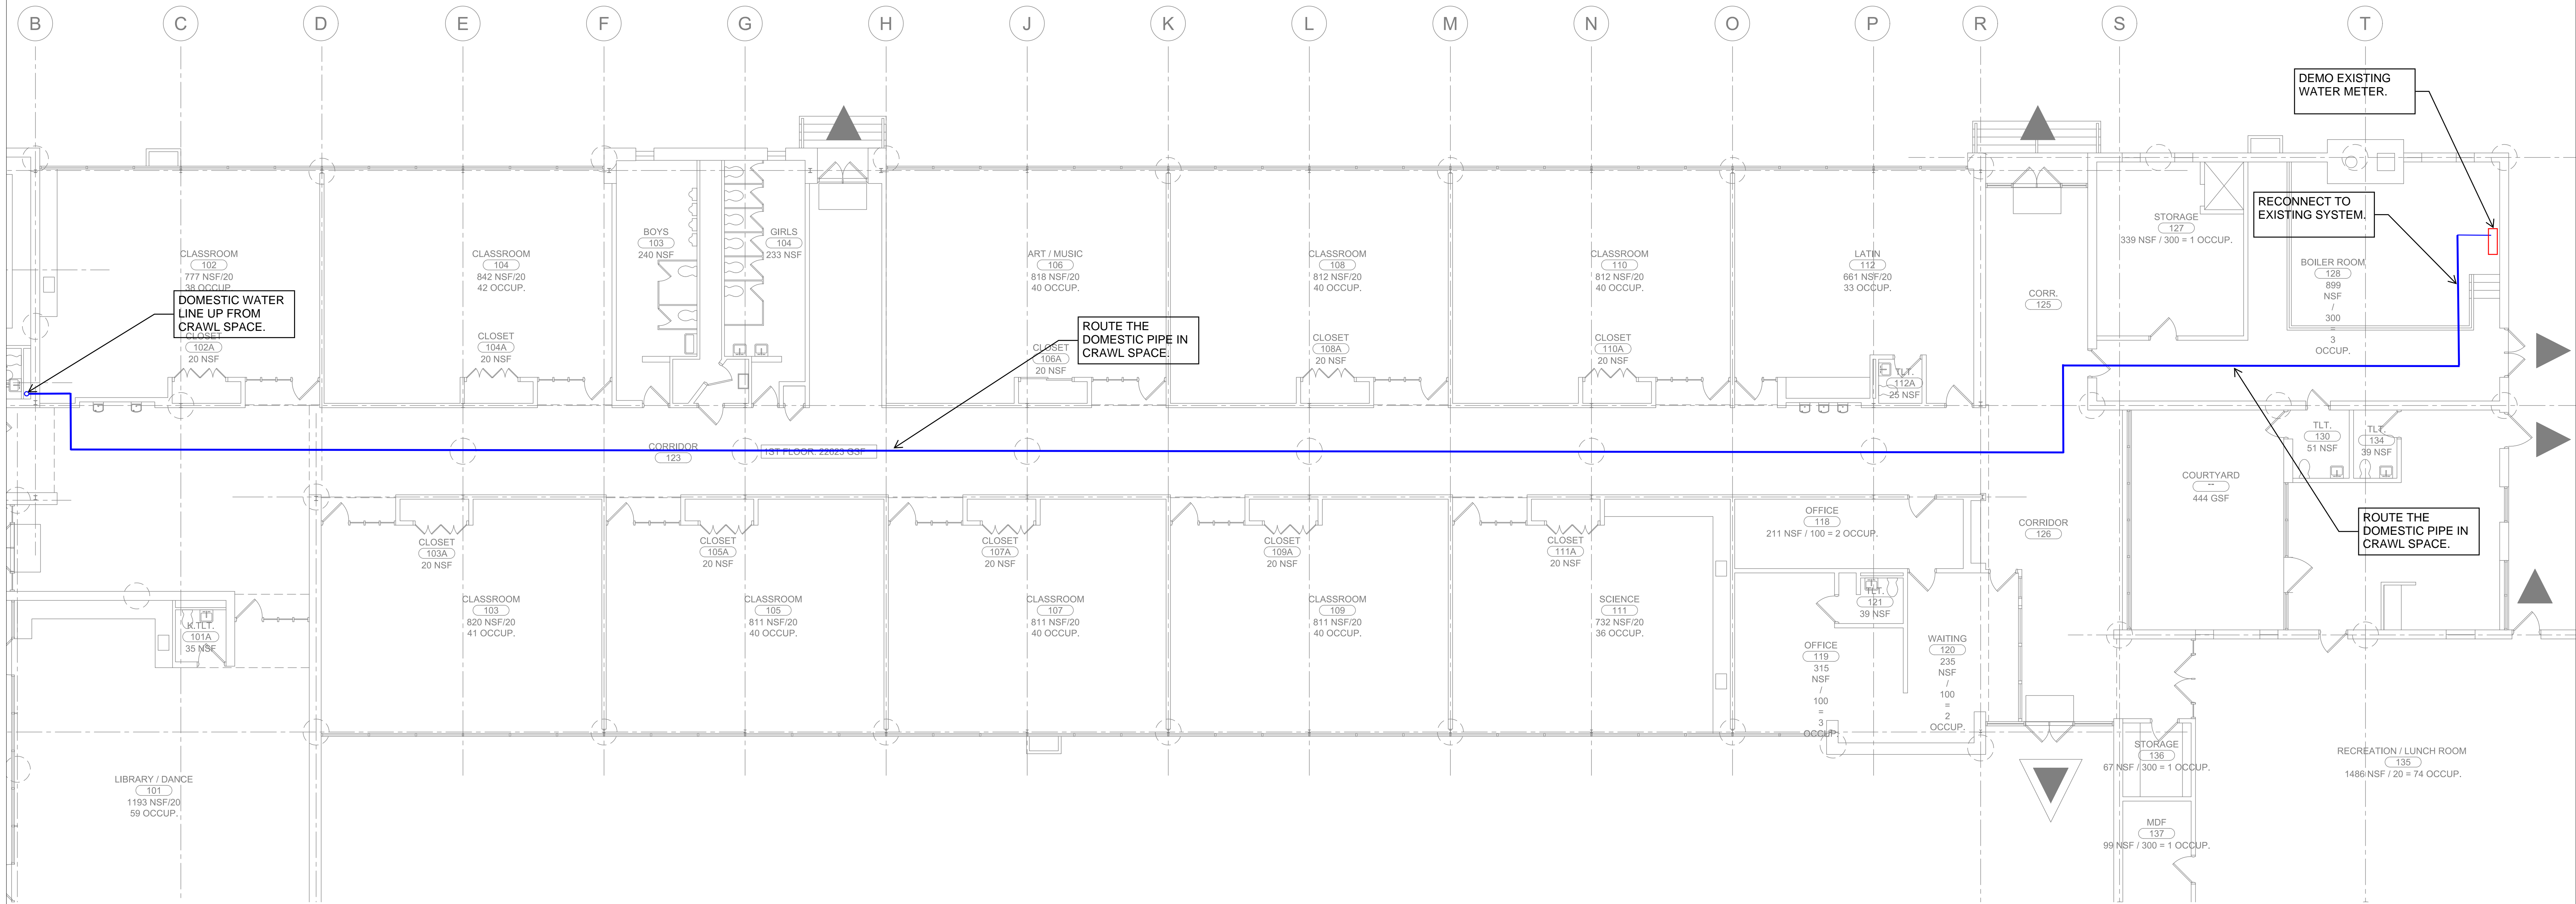 B
C
D
E
F
G
H
J
K
L
M
N
O
P
R
S
T
DEMO EXISTING
WATER METER.
RECONNECT TO
EXISTING SYSTEM.
CLASSROOM
102
777 NSF/20
38 OCCUP.
DOMESTIC WATER
LINE UP FROM
CRAWL SPACE.
CLOSET
102A
20 NSF
CLASSROOM
104
842 NSF/20
42 OCCUP.
CLOSET
104A
20 NSF
BOYS
103
240 NSF
GIRLS
104
233 NSF
ART / MUSIC
106
818 NSF/20
40 OCCUP.
CLOSET
106A
20 NSF
ROUTE THE
DOMESTIC PIPE IN
CRAWL SPACE.
CLASSROOM
108
812 NSF/20
40 OCCUP.
CLOSET
108A
20 NSF
CLASSROOM
110
812 NSF/20
40 OCCUP.
CLOSET
110A
20 NSF
LATIN
112
661 NSF/20
33 OCCUP.
TLT.
112A
25 NSF
CORR.
125
STORAGE
127
339 NSF / 300 = 1 OCCUP.
BOILER ROOM
128
899
NSF
/
300
=
3
OCCUP.
CORRIDOR
123
1ST FLOOR: 22023 GSF
TLT.
130
51 NSF
TLT.
134
39 NSF
COURTYARD
--
444 GSF
ROUTE THE
DOMESTIC PIPE IN
CRAWL SPACE.
CORRIDOR
126
OFFICE
118
211 NSF / 100 = 2 OCCUP.
CLOSET
103A
20 NSF
CLOSET
105A
20 NSF
CLOSET
107A
20 NSF
CLOSET
109A
20 NSF
CLOSET
111A
20 NSF
CLASSROOM
103
820 NSF/20
41 OCCUP.
CLASSROOM
105
811 NSF/20
40 OCCUP.
CLASSROOM
107
811 NSF/20
40 OCCUP.
CLASSROOM
109
811 NSF/20
40 OCCUP.
SCIENCE
111
732 NSF/20
36 OCCUP.
TLT.
121
39 NSF
OFFICE
119
315
NSF
/
100
=
3
OCCUP.
WAITING
120
235
NSF
/
100
=
2
OCCUP.
K.TLT.
101A
35 NSF
LIBRARY / DANCE
101
1193 NSF/20
59 OCCUP.
STORAGE
136
67 NSF / 300 = 1 OCCUP.
RECREATION / LUNCH ROOM
135
1486 NSF / 20 = 74 OCCUP.
MDF
137
99 NSF / 300 = 1 OCCUP.